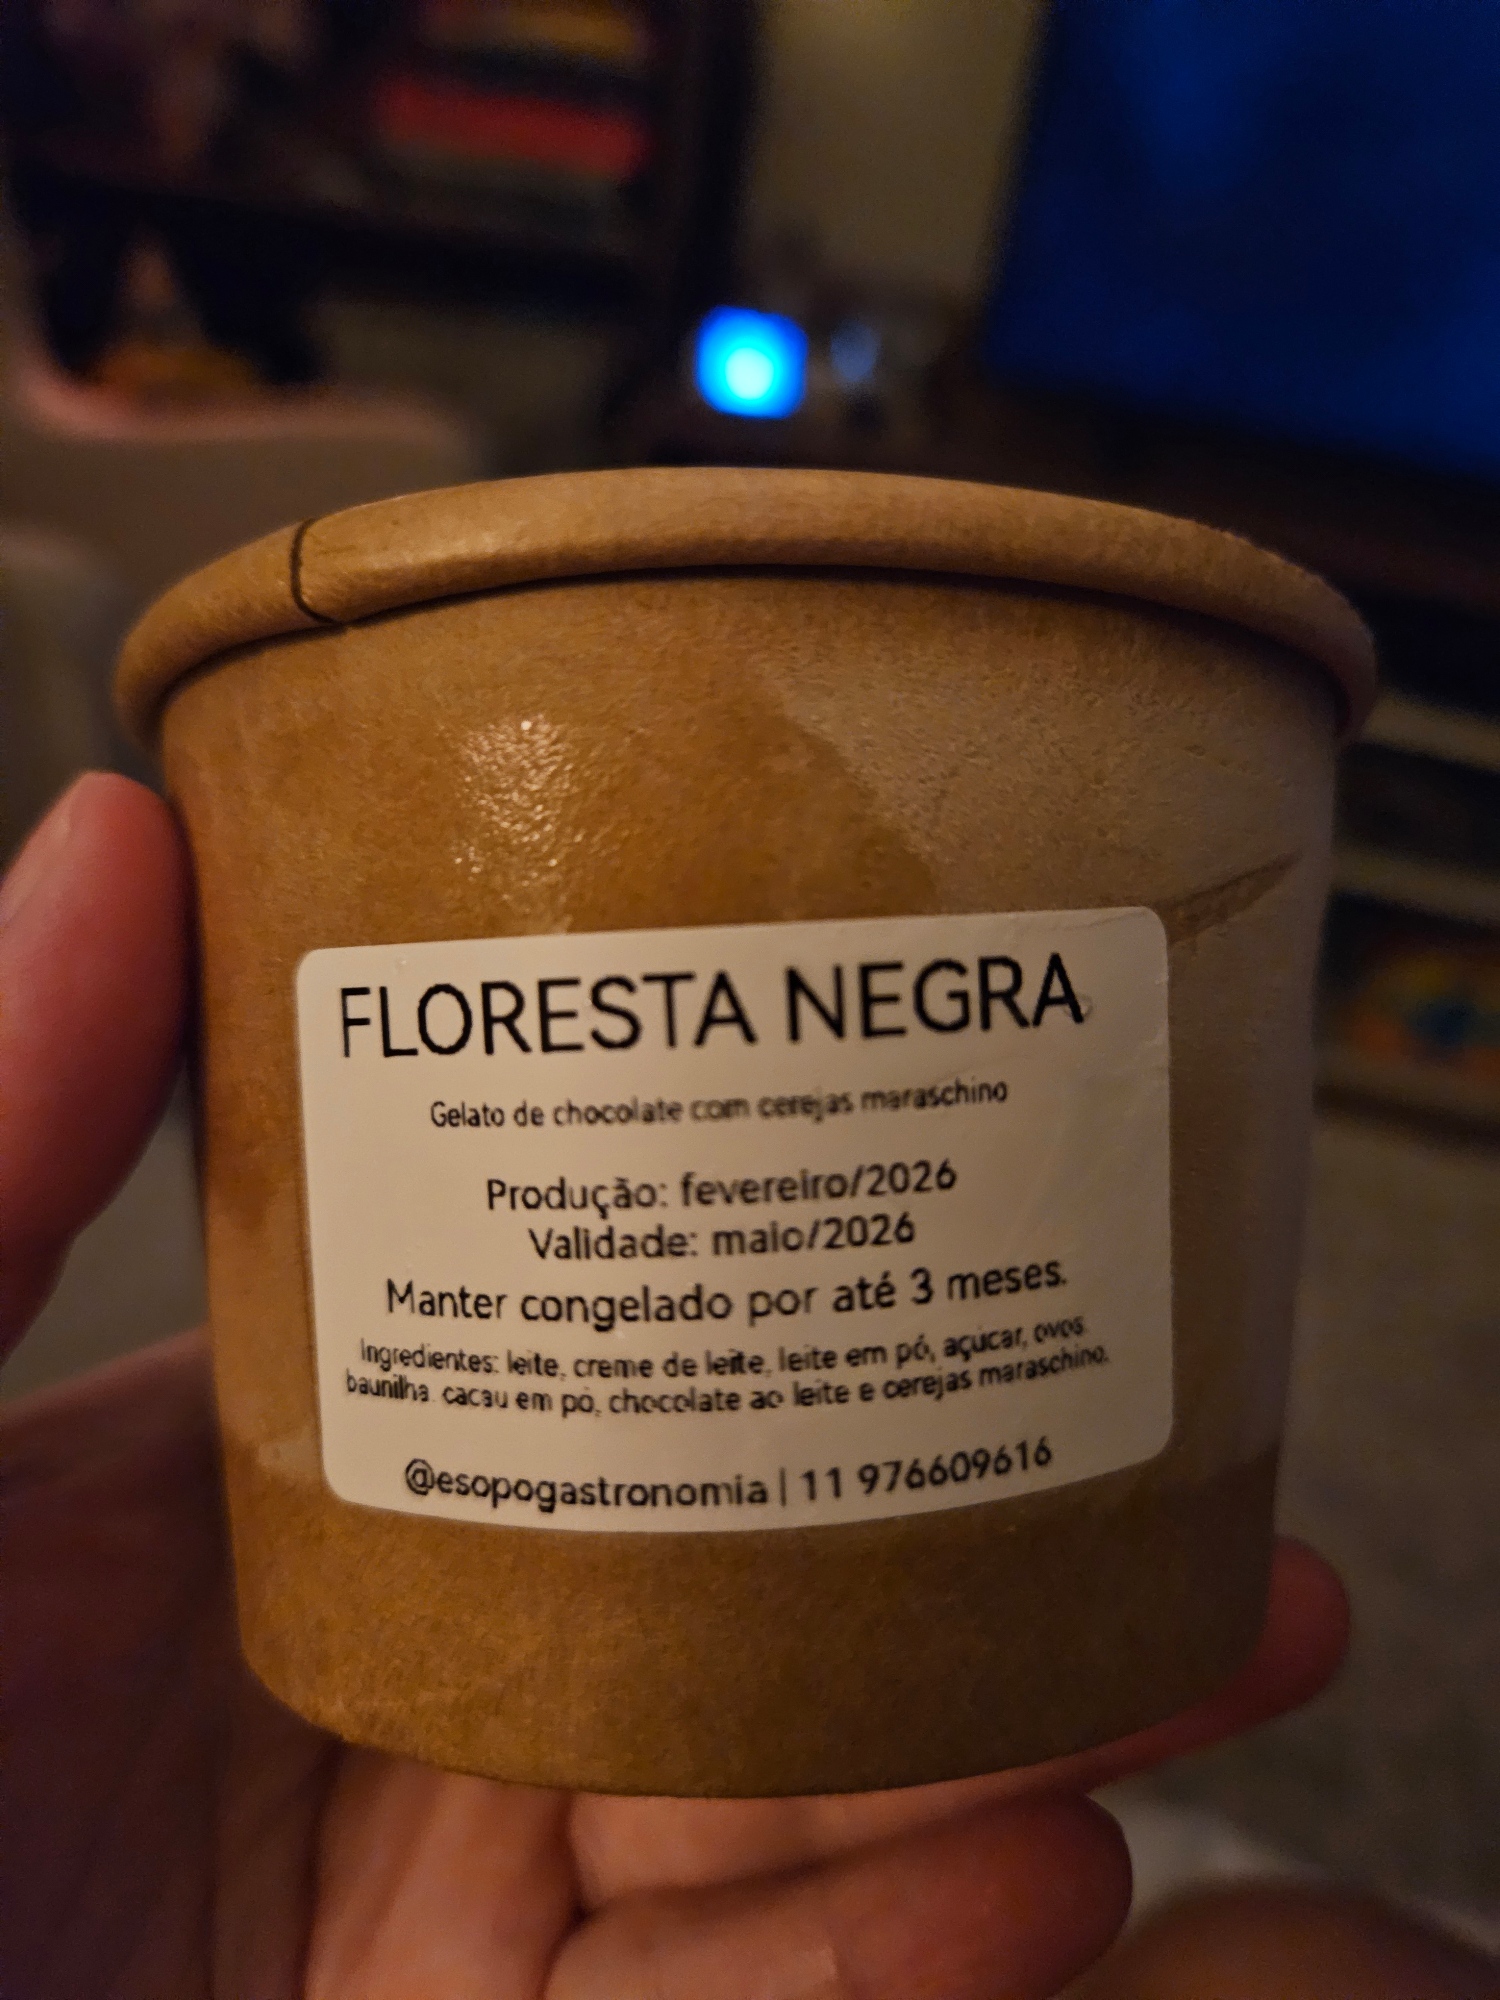 FLORESTA NEGRA
Gelato de chocolate com cerejas maraschino
Produção: fevereiro/2026
Validade: maio/2026
Manter congelado por até 3 meses.
Ingredientes: leite, creme de leite, leite em pó, açúcar, ovos
baunilha, cacau em pó, chocolate ao leite e cerejas maraschino.
@esopogastronomia | 11 976609616